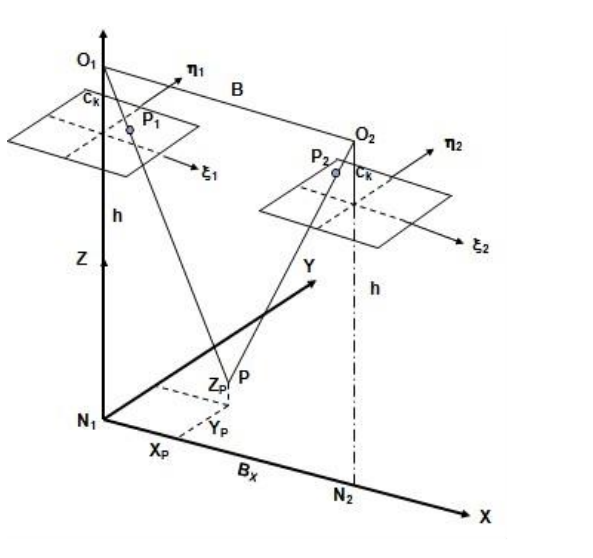 O₁
η₁
B
cₖ
P₁
O₂
η₂
P₂
cₖ
ξ₁
h
ξ₂
Z
Y
h
Zₚ
P
N₁
Yₚ
Xₚ
Bₓ
N₂
X